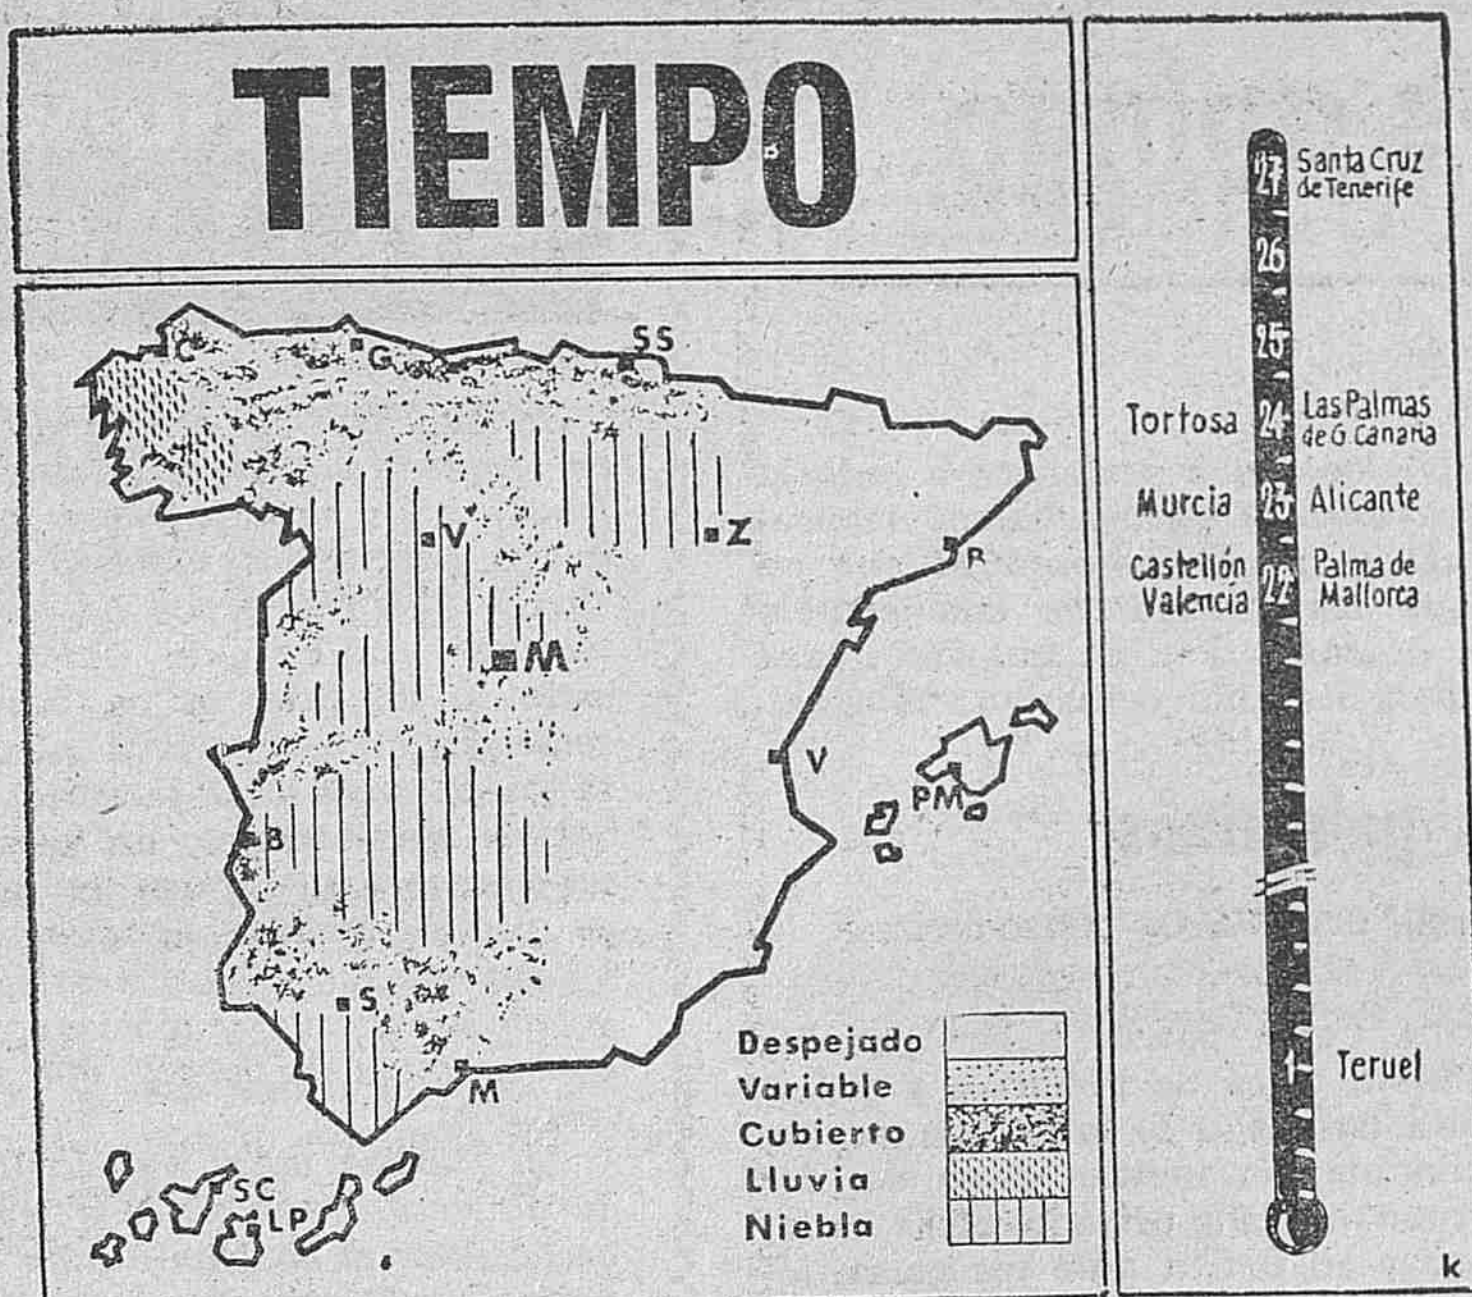 TIEMPO
C
G
SS
V
Z
B
M
V
PM
B
S
M
SC
LP
Despejado
Variable
Cubierto
Lluvia
Niebla
27 Santa Cruz
de Tenerife
26
25
Tortosa 24 Las Palmas
de G. Canaria
Murcia 23 Alicante
Castellón 22 Palma de
Valencia Mallorca
1 Teruel
k